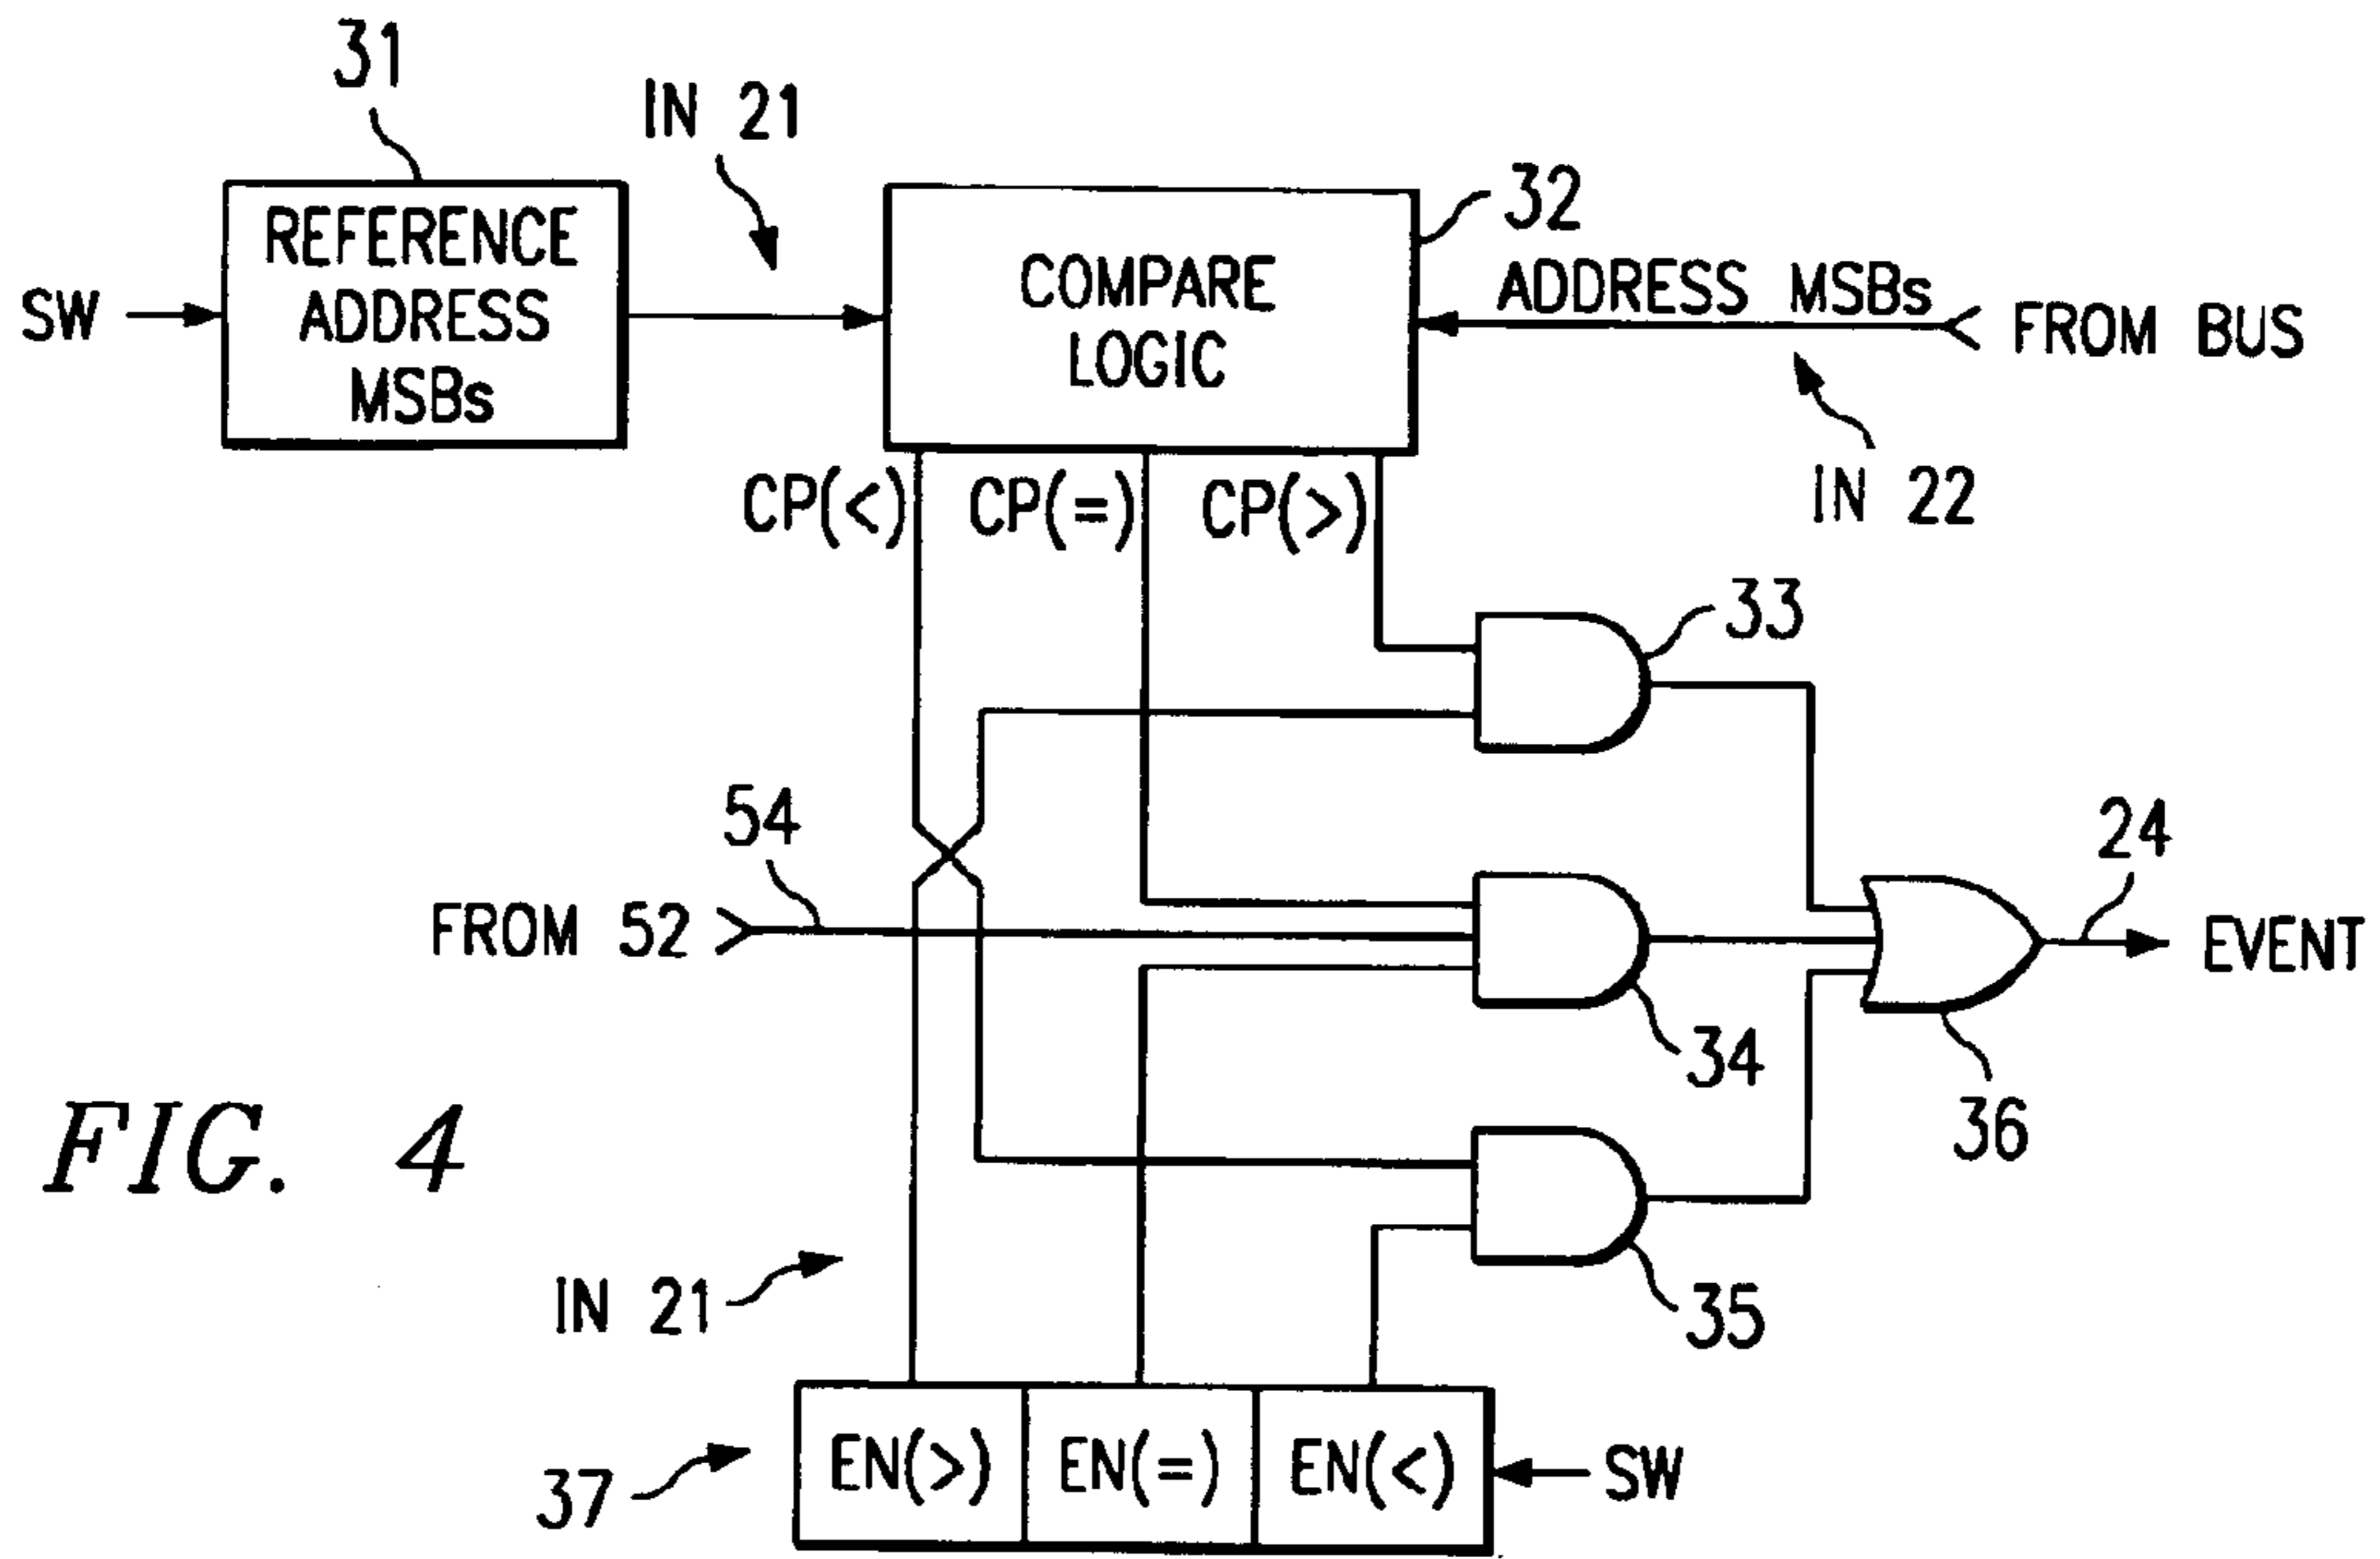 31
IN 21
REFERENCE
ADDRESS
MSBs
SW
COMPARE
LOGIC
32
ADDRESS MSBs
FROM BUS
IN 22
CP(<) CP(=) CP(>)
33
54
FROM 52
24
EVENT
34
36
FIG. 4
IN 21
35
37
EN(>) EN(=) EN(<)
SW